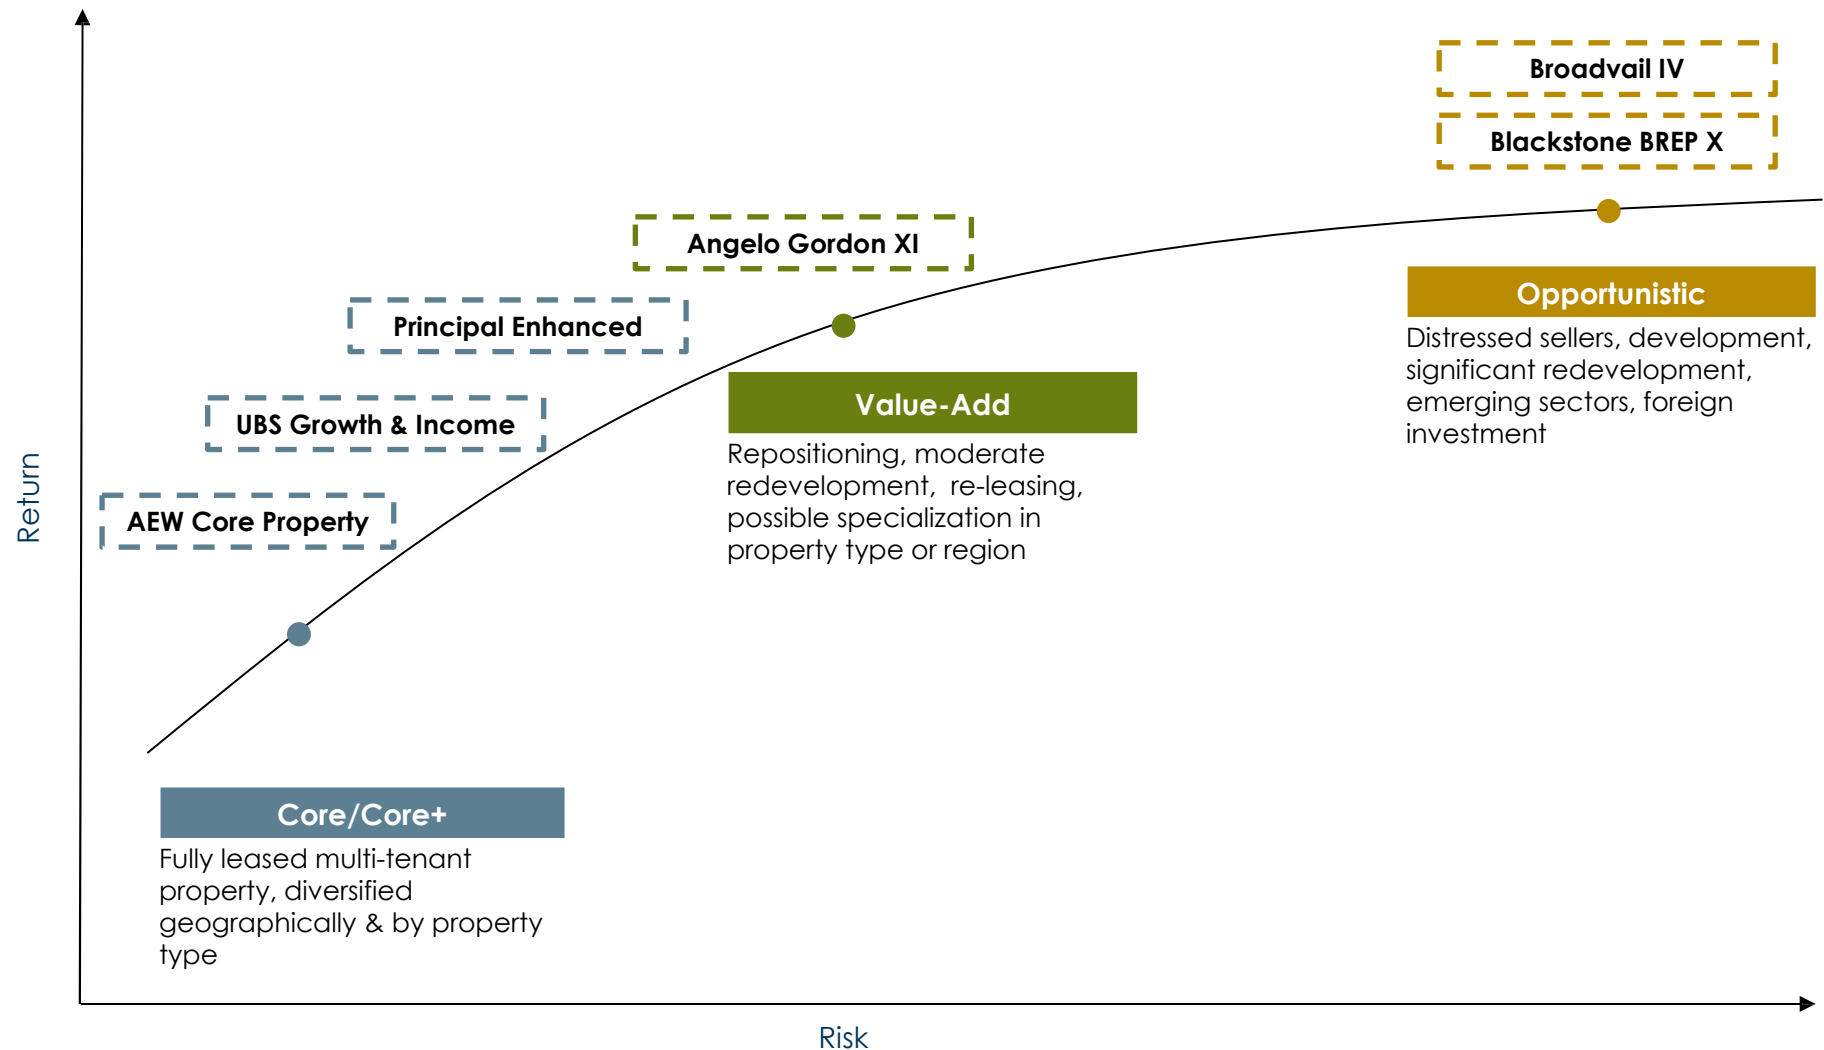 Broadvail IV
Blackstone BREP X
Angelo Gordon XI
Principal Enhanced
UBS Growth & Income
AEW Core Property
Opportunistic
Distressed sellers, development,
significant redevelopment,
emerging sectors, foreign
investment
Value-Add
Repositioning, moderate
redevelopment, re-leasing,
possible specialization in
property type or region
Core/Core+
Fully leased multi-tenant
property, diversified
geographically & by property
type
Return
Risk